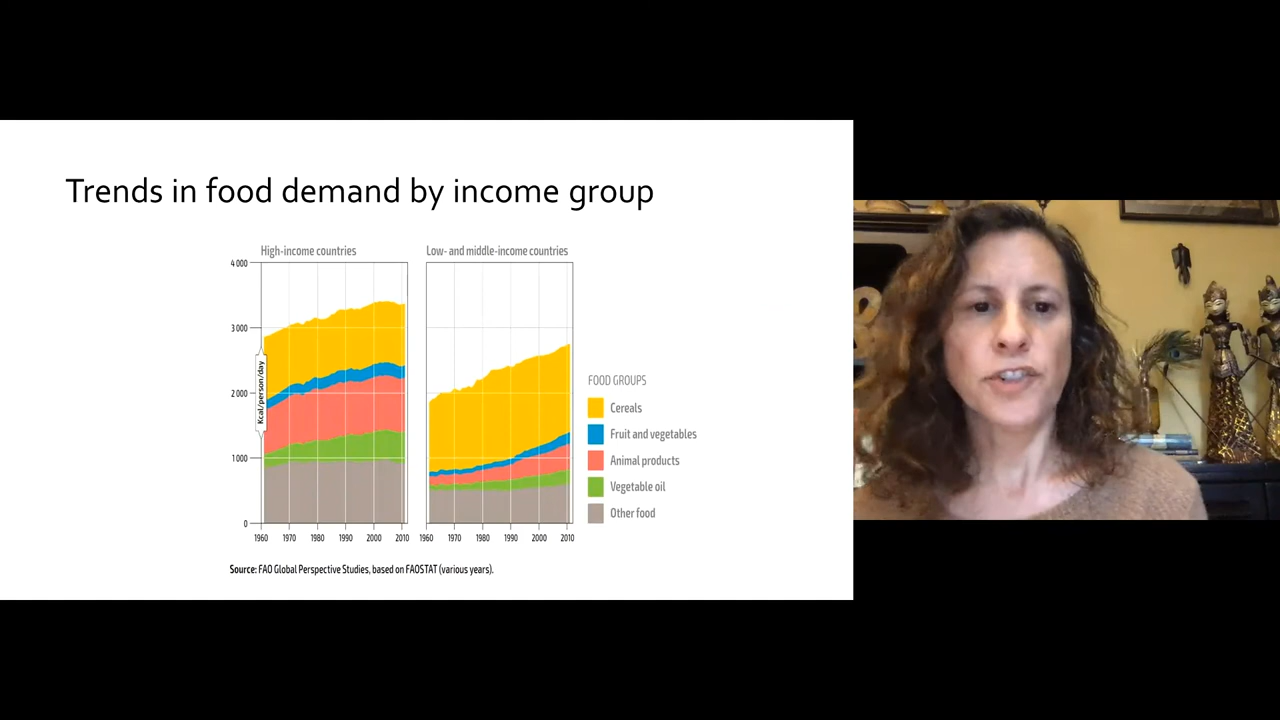 Trends in food demand by income group
High-income countries
Low- and middle-income countries
4 000
3 000
2 000
1 000
0
Kcal/person/day
1960 1970 1980 1990 2000 2010
1960 1970 1980 1990 2000 2010
FOOD GROUPS
Cereals
Fruit and vegetables
Animal products
Vegetable oil
Other food
Source: FAO Global Perspective Studies, based on FAOSTAT (various years).